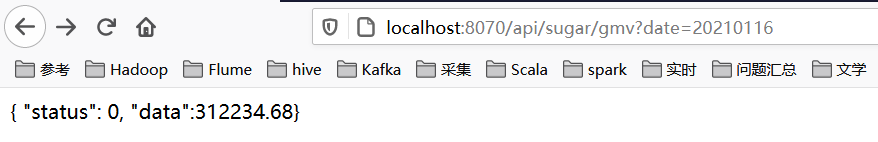 localhost:8070/api/sugar/gmv?date=20210116
参考 Hadoop Flume hive Kafka 采集 Scala spark 实时 问题汇总 文学
{ "status": 0, "data":312234.68}